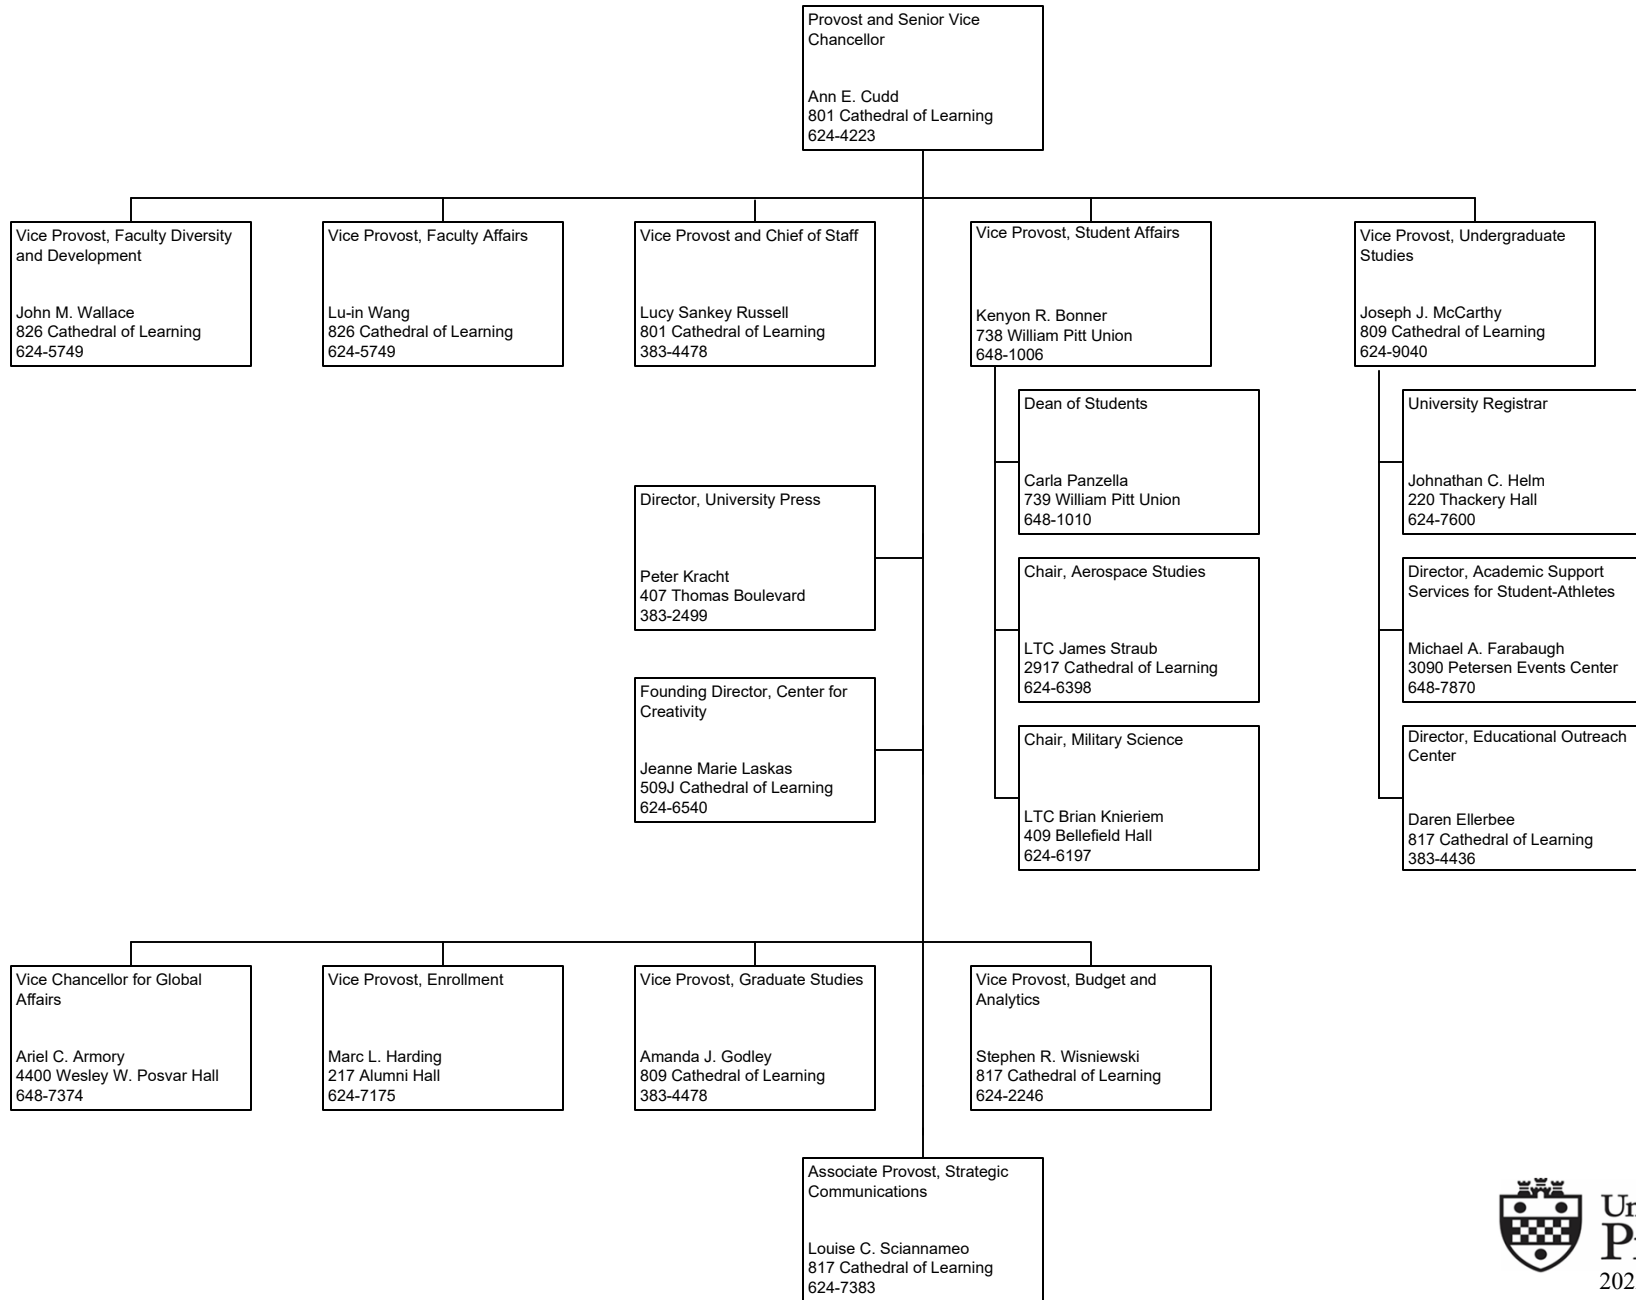 Provost and Senior Vice
Chancellor
Ann E. Cudd
801 Cathedral of Learning
624-4223
Vice Provost, Faculty Diversity
and Development
John M. Wallace
826 Cathedral of Learning
624-5749
Vice Provost, Faculty Affairs
Lu-in Wang
826 Cathedral of Learning
624-5749
Vice Provost and Chief of Staff
Lucy Sankey Russell
801 Cathedral of Learning
383-4478
Vice Provost, Student Affairs
Kenyon R. Bonner
738 William Pitt Union
648-1006
Vice Provost, Undergraduate
Studies
Joseph J. McCarthy
809 Cathedral of Learning
624-9040
Dean of Students
Carla Panzella
739 William Pitt Union
648-1010
University Registrar
Johnathan C. Helm
220 Thackery Hall
624-7600
Director, University Press
Peter Kracht
407 Thomas Boulevard
383-2499
Chair, Aerospace Studies
LTC James Straub
2917 Cathedral of Learning
624-6398
Director, Academic Support
Services for Student-Athletes
Michael A. Farabaugh
3090 Petersen Events Center
648-7870
Founding Director, Center for
Creativity
Jeanne Marie Laskas
509J Cathedral of Learning
624-6540
Chair, Military Science
LTC Brian Knieriem
409 Bellefield Hall
624-6197
Director, Educational Outreach
Center
Daren Ellerbee
817 Cathedral of Learning
383-4436
Vice Chancellor for Global
Affairs
Ariel C. Armory
4400 Wesley W. Posvar Hall
648-7374
Vice Provost, Enrollment
Marc L. Harding
217 Alumni Hall
624-7175
Vice Provost, Graduate Studies
Amanda J. Godley
809 Cathedral of Learning
383-4478
Vice Provost, Budget and
Analytics
Stephen R. Wisniewski
817 Cathedral of Learning
624-2246
Associate Provost, Strategic
Communications
Louise C. Sciannameo
817 Cathedral of Learning
624-7383